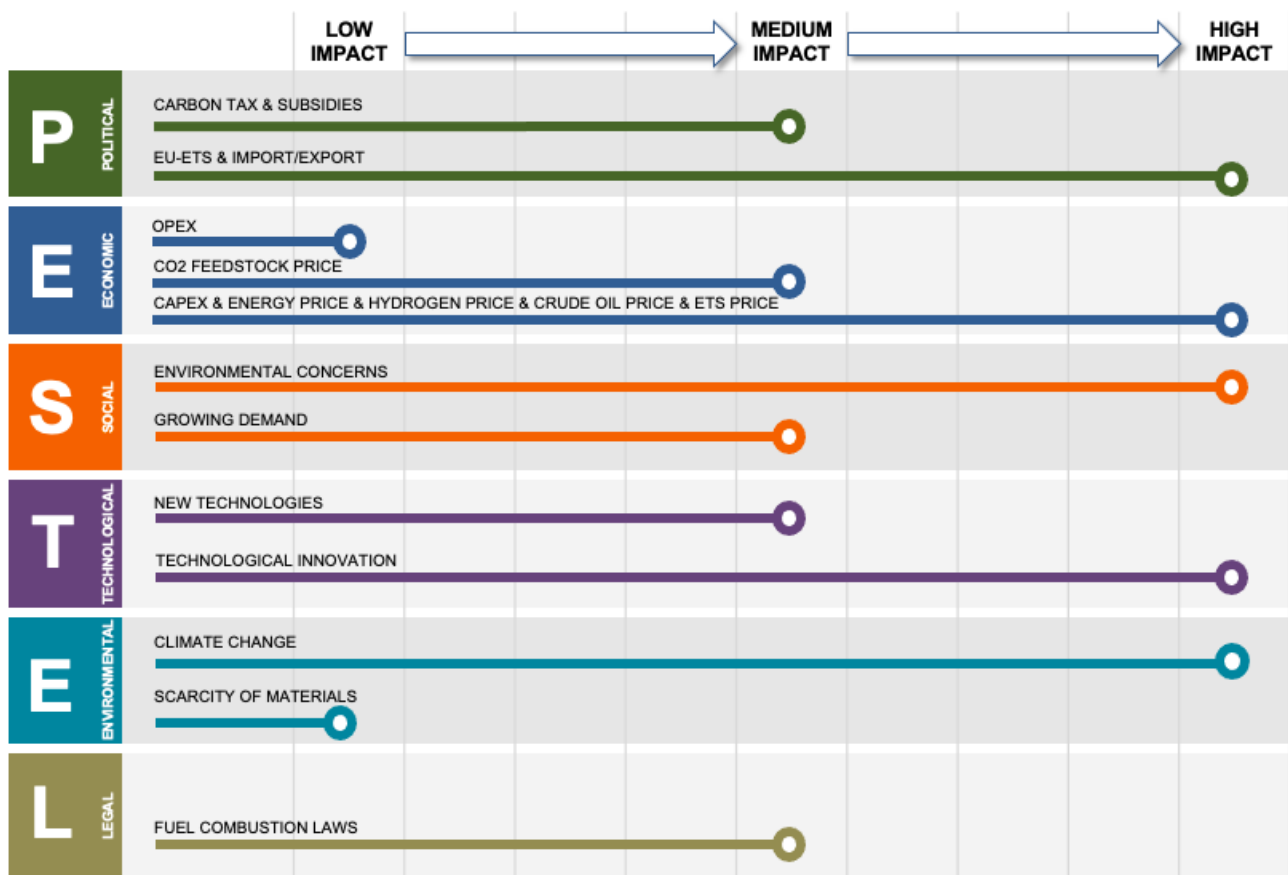 LOW
IMPACT
MEDIUM
IMPACT
HIGH
IMPACT
P
POLITICAL
CARBON TAX & SUBSIDIES
EU-ETS & IMPORT/EXPORT
E
ECONOMIC
OPEX
CO2 FEEDSTOCK PRICE
CAPEX & ENERGY PRICE & HYDROGEN PRICE & CRUDE OIL PRICE & ETS PRICE
S
SOCIAL
ENVIRONMENTAL CONCERNS
GROWING DEMAND
T
TECHNOLOGICAL
NEW TECHNOLOGIES
TECHNOLOGICAL INNOVATION
E
ENVIRONMENTAL
CLIMATE CHANGE
SCARCITY OF MATERIALS
L
LEGAL
FUEL COMBUSTION LAWS